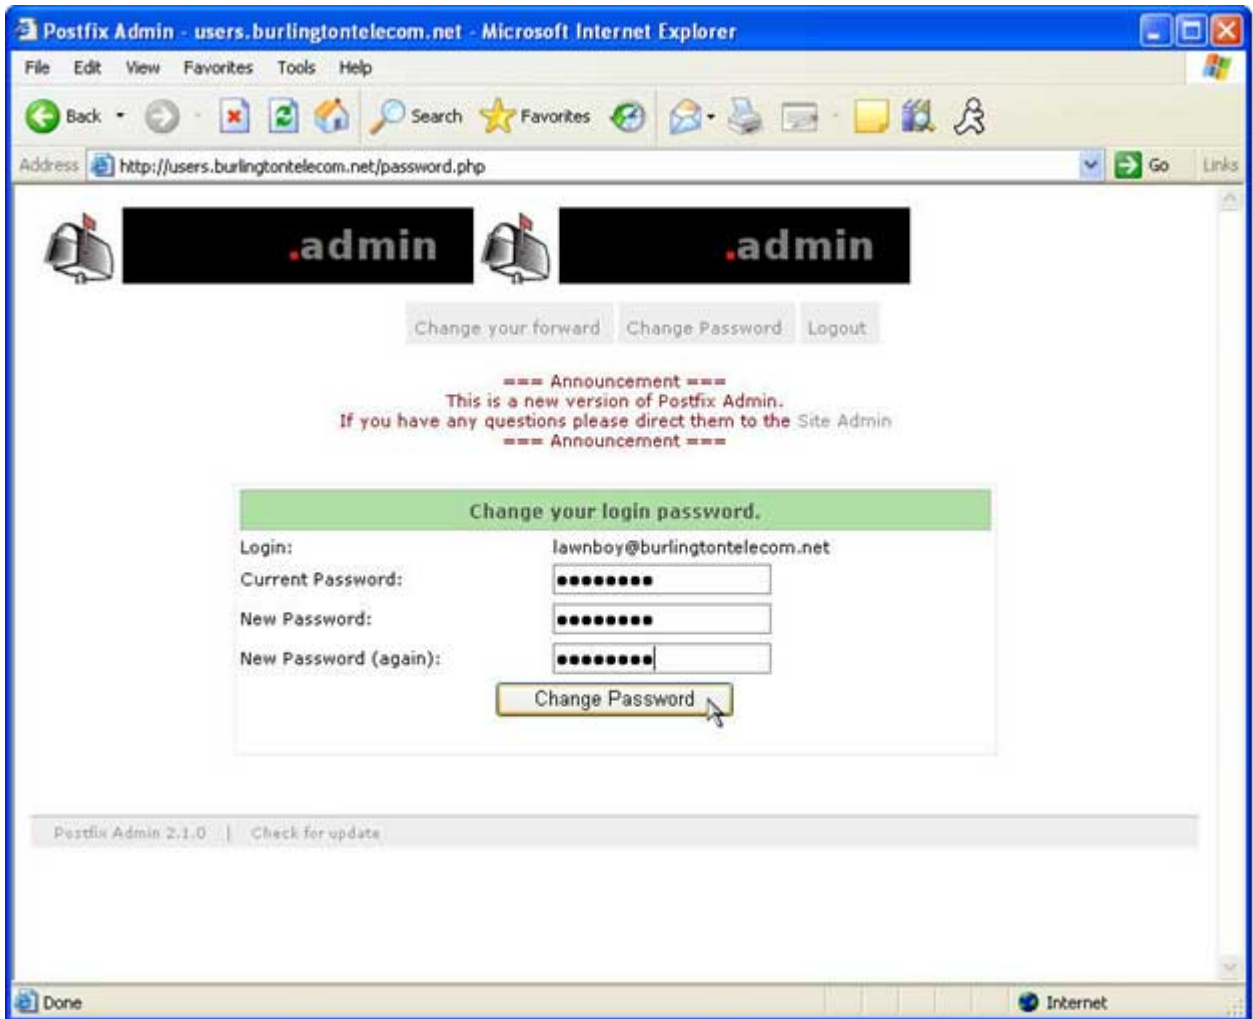 Postfix Admin - users.burlingtontelecom.net - Microsoft Internet Explorer
File Edit View Favorites Tools Help
Back Search Favorites
Address http://users.burlingtontelecom.net/password.php Go Links
.admin .admin
Change your forward Change Password Logout
=== Announcement ===
This is a new version of Postfix Admin.
If you have any questions please direct them to the Site Admin
=== Announcement ===
Change your login password.
Login: lawnboy@burlingtontelecom.net
Current Password: ●●●●●●●●
New Password: ●●●●●●●●
New Password (again): ●●●●●●●●
Change Password
Postfix Admin 2.1.0 | Check for update
Done Internet